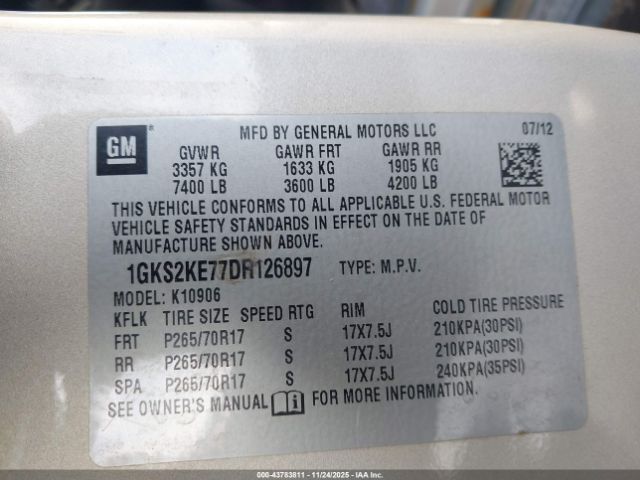 GM ®
MFD BY GENERAL MOTORS LLC 07/12
GVWR GAWR FRT GAWR RR
3357 KG 1633 KG 1905 KG
7400 LB 3600 LB 4200 LB
THIS VEHICLE CONFORMS TO ALL APPLICABLE U.S. FEDERAL MOTOR
VEHICLE SAFETY STANDARDS IN EFFECT ON THE DATE OF
MANUFACTURE SHOWN ABOVE.
1GKS2KE77DR126897 TYPE: M.P.V.
MODEL: K10906
KFLK TIRE SIZE SPEED RTG RIM COLD TIRE PRESSURE
FRT P265/70R17 S 17X7.5J 210KPA(30PSI)
RR P265/70R17 S 17X7.5J 210KPA(30PSI)
SPA P265/70R17 S 17X7.5J 240KPA(35PSI)
SEE OWNER'S MANUAL FOR MORE INFORMATION.
000-43783811 - 11/24/2025 - IAA Inc.